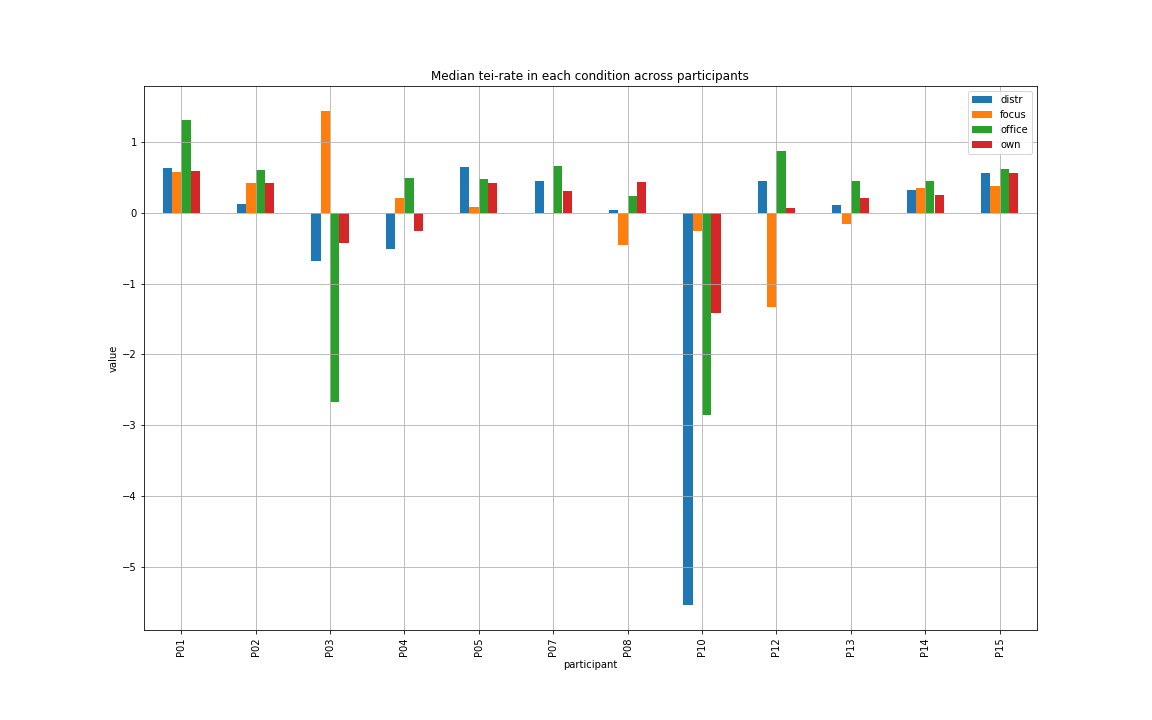 Median tei-rate in each condition across participants
distr
focus
office
own
1
0
−1
−2
−3
−4
−5
value
P01
P02
P03
P04
P05
P07
P08
P10
P12
P13
P14
P15
participant